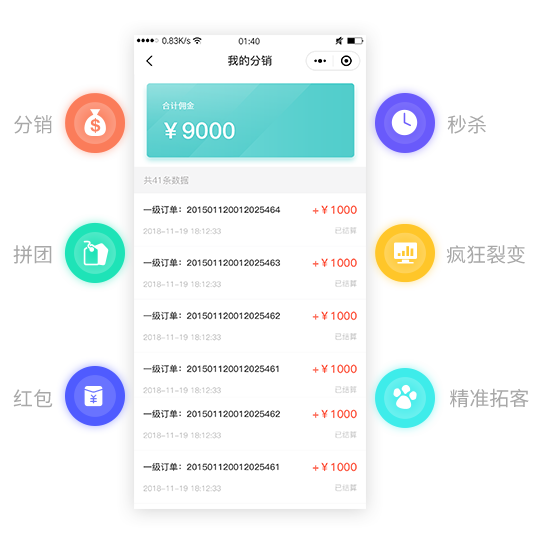 0.83K/s
01:40
我的分销
合计佣金
￥9000
共41条数据
一级订单：201501120012025464
+￥1000
2018-11-19 18:12:33
已结算
一级订单：201501120012025463
+￥1000
2018-11-19 18:12:33
已结算
一级订单：201501120012025462
+￥1000
2018-11-19 18:12:33
已结算
一级订单：201501120012025461
+￥1000
2018-11-19 18:12:33
已结算
一级订单：201501120012025462
+￥1000
2018-11-19 18:12:33
已结算
一级订单：201501120012025461
+￥1000
2018-11-19 18:12:33
已结算
分销
$
拼团
红包
¥
秒杀
疯狂裂变
精准拓客